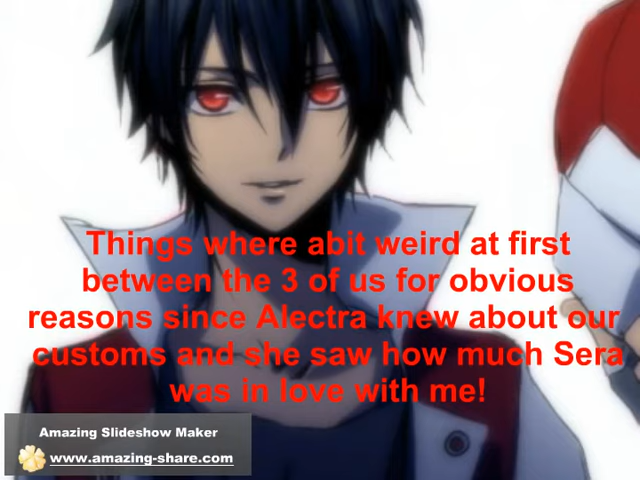 Things where abit weird at first
between the 3 of us for obvious
reasons since Alectra knew about our
customs and she saw how much Sera
was in love with me!
Amazing Slideshow Maker
www.amazing-share.com